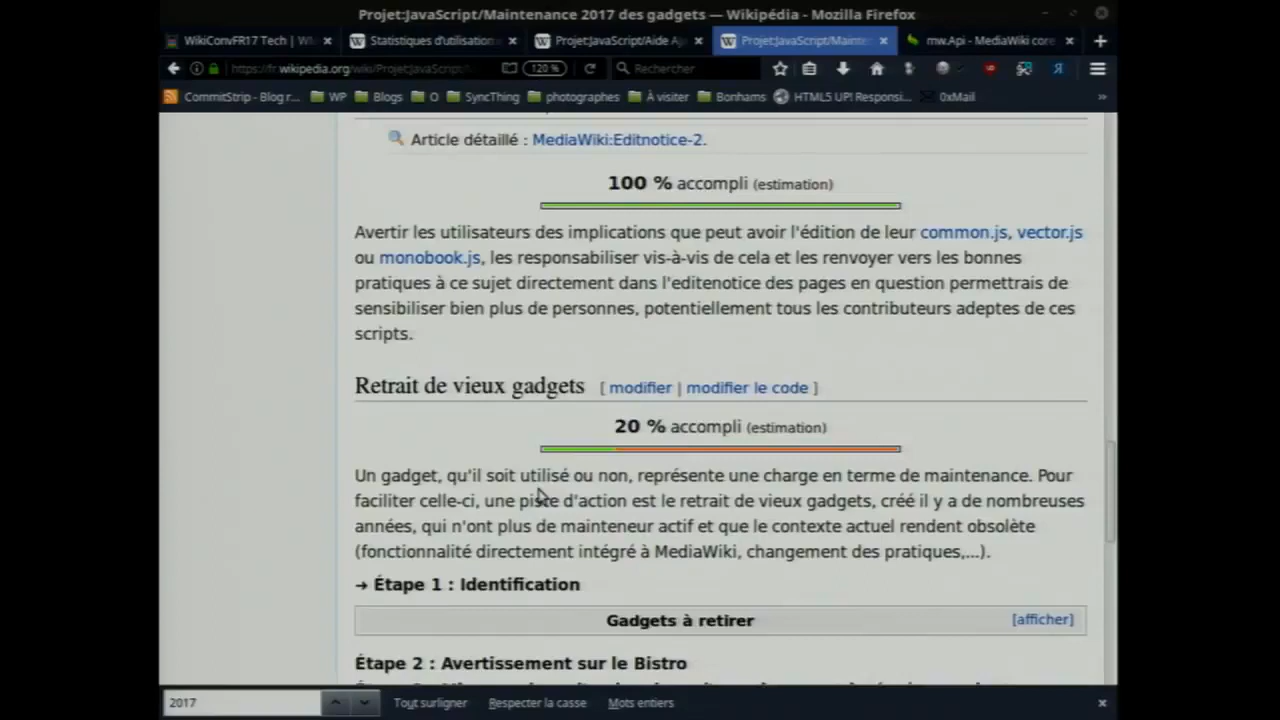 Projet:JavaScript/Maintenance 2017 des gadgets — Wikipédia - Mozilla Firefox
WikiConvFR17 Tech | W
Statistiques d'utilisation
Projet:JavaScript/Aide A
Projet:JavaScript/Mainte
mw.Api - MediaWiki core
https://fr.wikipedia.org/wiki/Projet:JavaScript/
120 %
Rechercher
CommitStrip - Blog r... WP Blogs O SyncThing photographes À visiter Bonhams HTML5 UP! Responsi... 0xMail »
Article détaillé : MediaWiki:Editnotice-2.
100 % accompli (estimation)
Avertir les utilisateurs des implications que peut avoir l'édition de leur common.js, vector.js
ou monobook.js, les responsabiliser vis-à-vis de cela et les renvoyer vers les bonnes
pratiques à ce sujet directement dans l'editenotice des pages en question permettrais de
sensibiliser bien plus de personnes, potentiellement tous les contributeurs adeptes de ces
scripts.
Retrait de vieux gadgets [ modifier | modifier le code ]
20 % accompli (estimation)
Un gadget, qu'il soit utilisé ou non, représente une charge en terme de maintenance. Pour
faciliter celle-ci, une piste d'action est le retrait de vieux gadgets, créé il y a de nombreuses
années, qui n'ont plus de mainteneur actif et que le contexte actuel rendent obsolète
(fonctionnalité directement intégré à MediaWiki, changement des pratiques,...).
→ Étape 1 : Identification
Gadgets à retirer [afficher]
Étape 2 : Avertissement sur le Bistro
2017 Tout surligner Respecter la casse Mots entiers